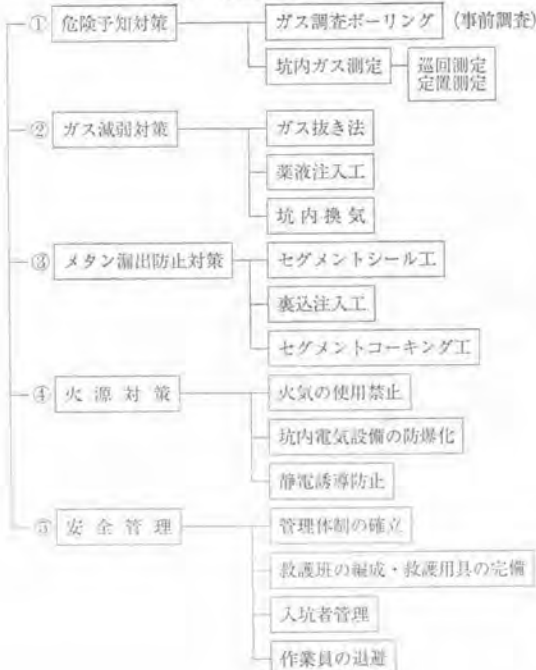 ① 危険予知対策 ガス調査ボーリング (事前調査)
坑内ガス測定 巡回測定
定置測定
② ガス減弱対策 ガス抜き法
薬液注入工
坑内換気
③ メタン漏出防止対策 セグメントシール工
裏込注入工
セグメントコーキング工
④ 火源対策 火気の使用禁止
坑内電気設備の防爆化
静電誘導防止
⑤ 安全管理 管理体制の確立
救護班の編成・救護用具の完備
入坑者管理
作業員の退避